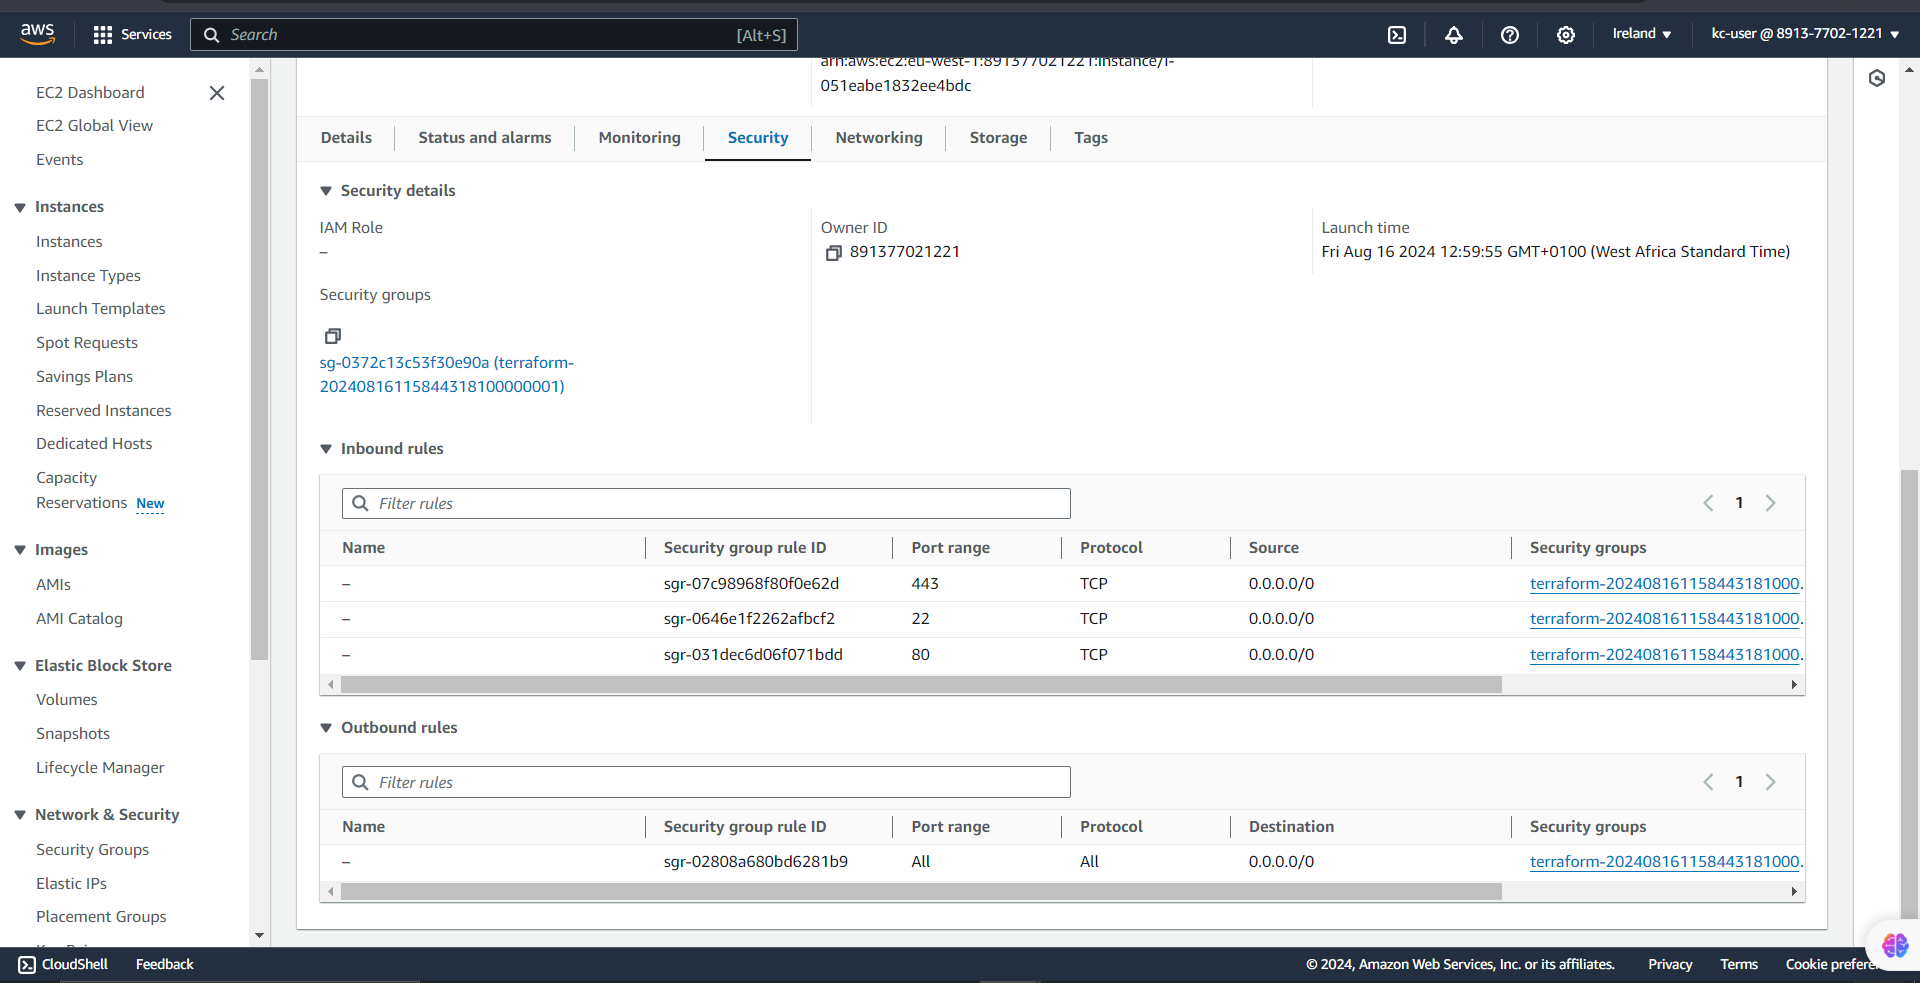 aws
Services
Search
[Alt+S]
Ireland
kc-user @ 8913-7702-1221
EC2 Dashboard
EC2 Global View
Events
Instances
Instances
Instance Types
Launch Templates
Spot Requests
Savings Plans
Reserved Instances
Dedicated Hosts
Capacity
Reservations New
Images
AMIs
AMI Catalog
Elastic Block Store
Volumes
Snapshots
Lifecycle Manager
Network & Security
Security Groups
Elastic IPs
Placement Groups
arn:aws:ec2:eu-west-1:891377021221:instance/i-
051eabe1832ee4bdc
Details
Status and alarms
Monitoring
Security
Networking
Storage
Tags
Security details
IAM Role
–
Owner ID
891377021221
Launch time
Fri Aug 16 2024 12:59:55 GMT+0100 (West Africa Standard Time)
Security groups
sg-0372c13c53f30e90a (terraform-
20240816115844318100000001)
Inbound rules
Filter rules
1
Name Security group rule ID Port range Protocol Source Security groups
– sgr-07c98968f80f0e62d 443 TCP 0.0.0.0/0 terraform-202408161158443181000.
– sgr-0646e1f2262afbcf2 22 TCP 0.0.0.0/0 terraform-202408161158443181000.
– sgr-031dec6d06f071bdd 80 TCP 0.0.0.0/0 terraform-202408161158443181000.
Outbound rules
Filter rules
1
Name Security group rule ID Port range Protocol Destination Security groups
– sgr-02808a680bd6281b9 All All 0.0.0.0/0 terraform-202408161158443181000.
CloudShell
Feedback
© 2024, Amazon Web Services, Inc. or its affiliates.
Privacy
Terms
Cookie prefere